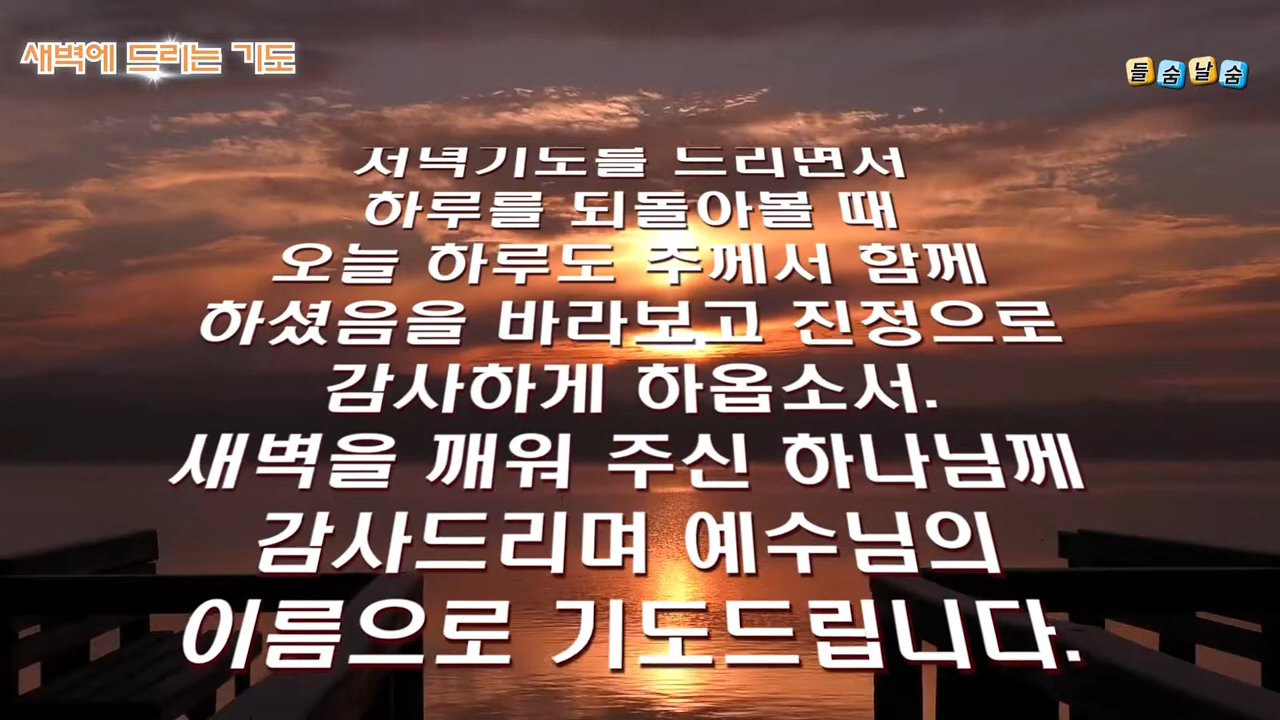 새벽에 드리는 기도
들숨날숨
저녁기도를 드리면서
하루를 되돌아볼 때
오늘 하루도 주께서 함께
하셨음을 바라보고 진정으로
감사하게 하옵소서.
새벽을 깨워 주신 하나님께
감사드리며 예수님의
이름으로 기도드립니다.